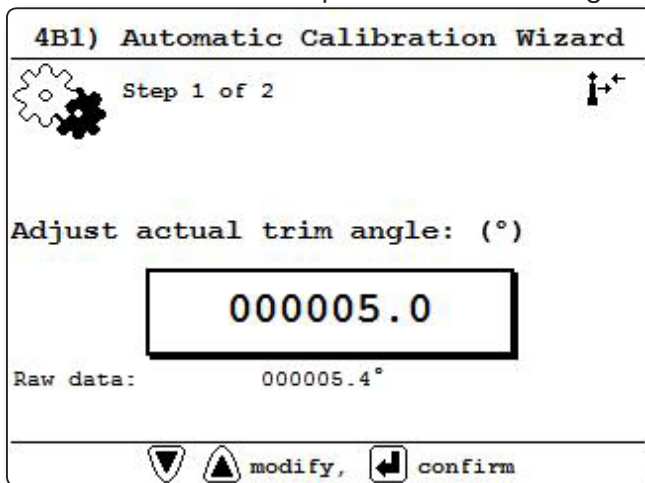 4B1) Automatic Calibration Wizard
Step 1 of 2
Adjust actual trim angle: (°)
000005.0
Raw data: 000005.4°
modify, confirm